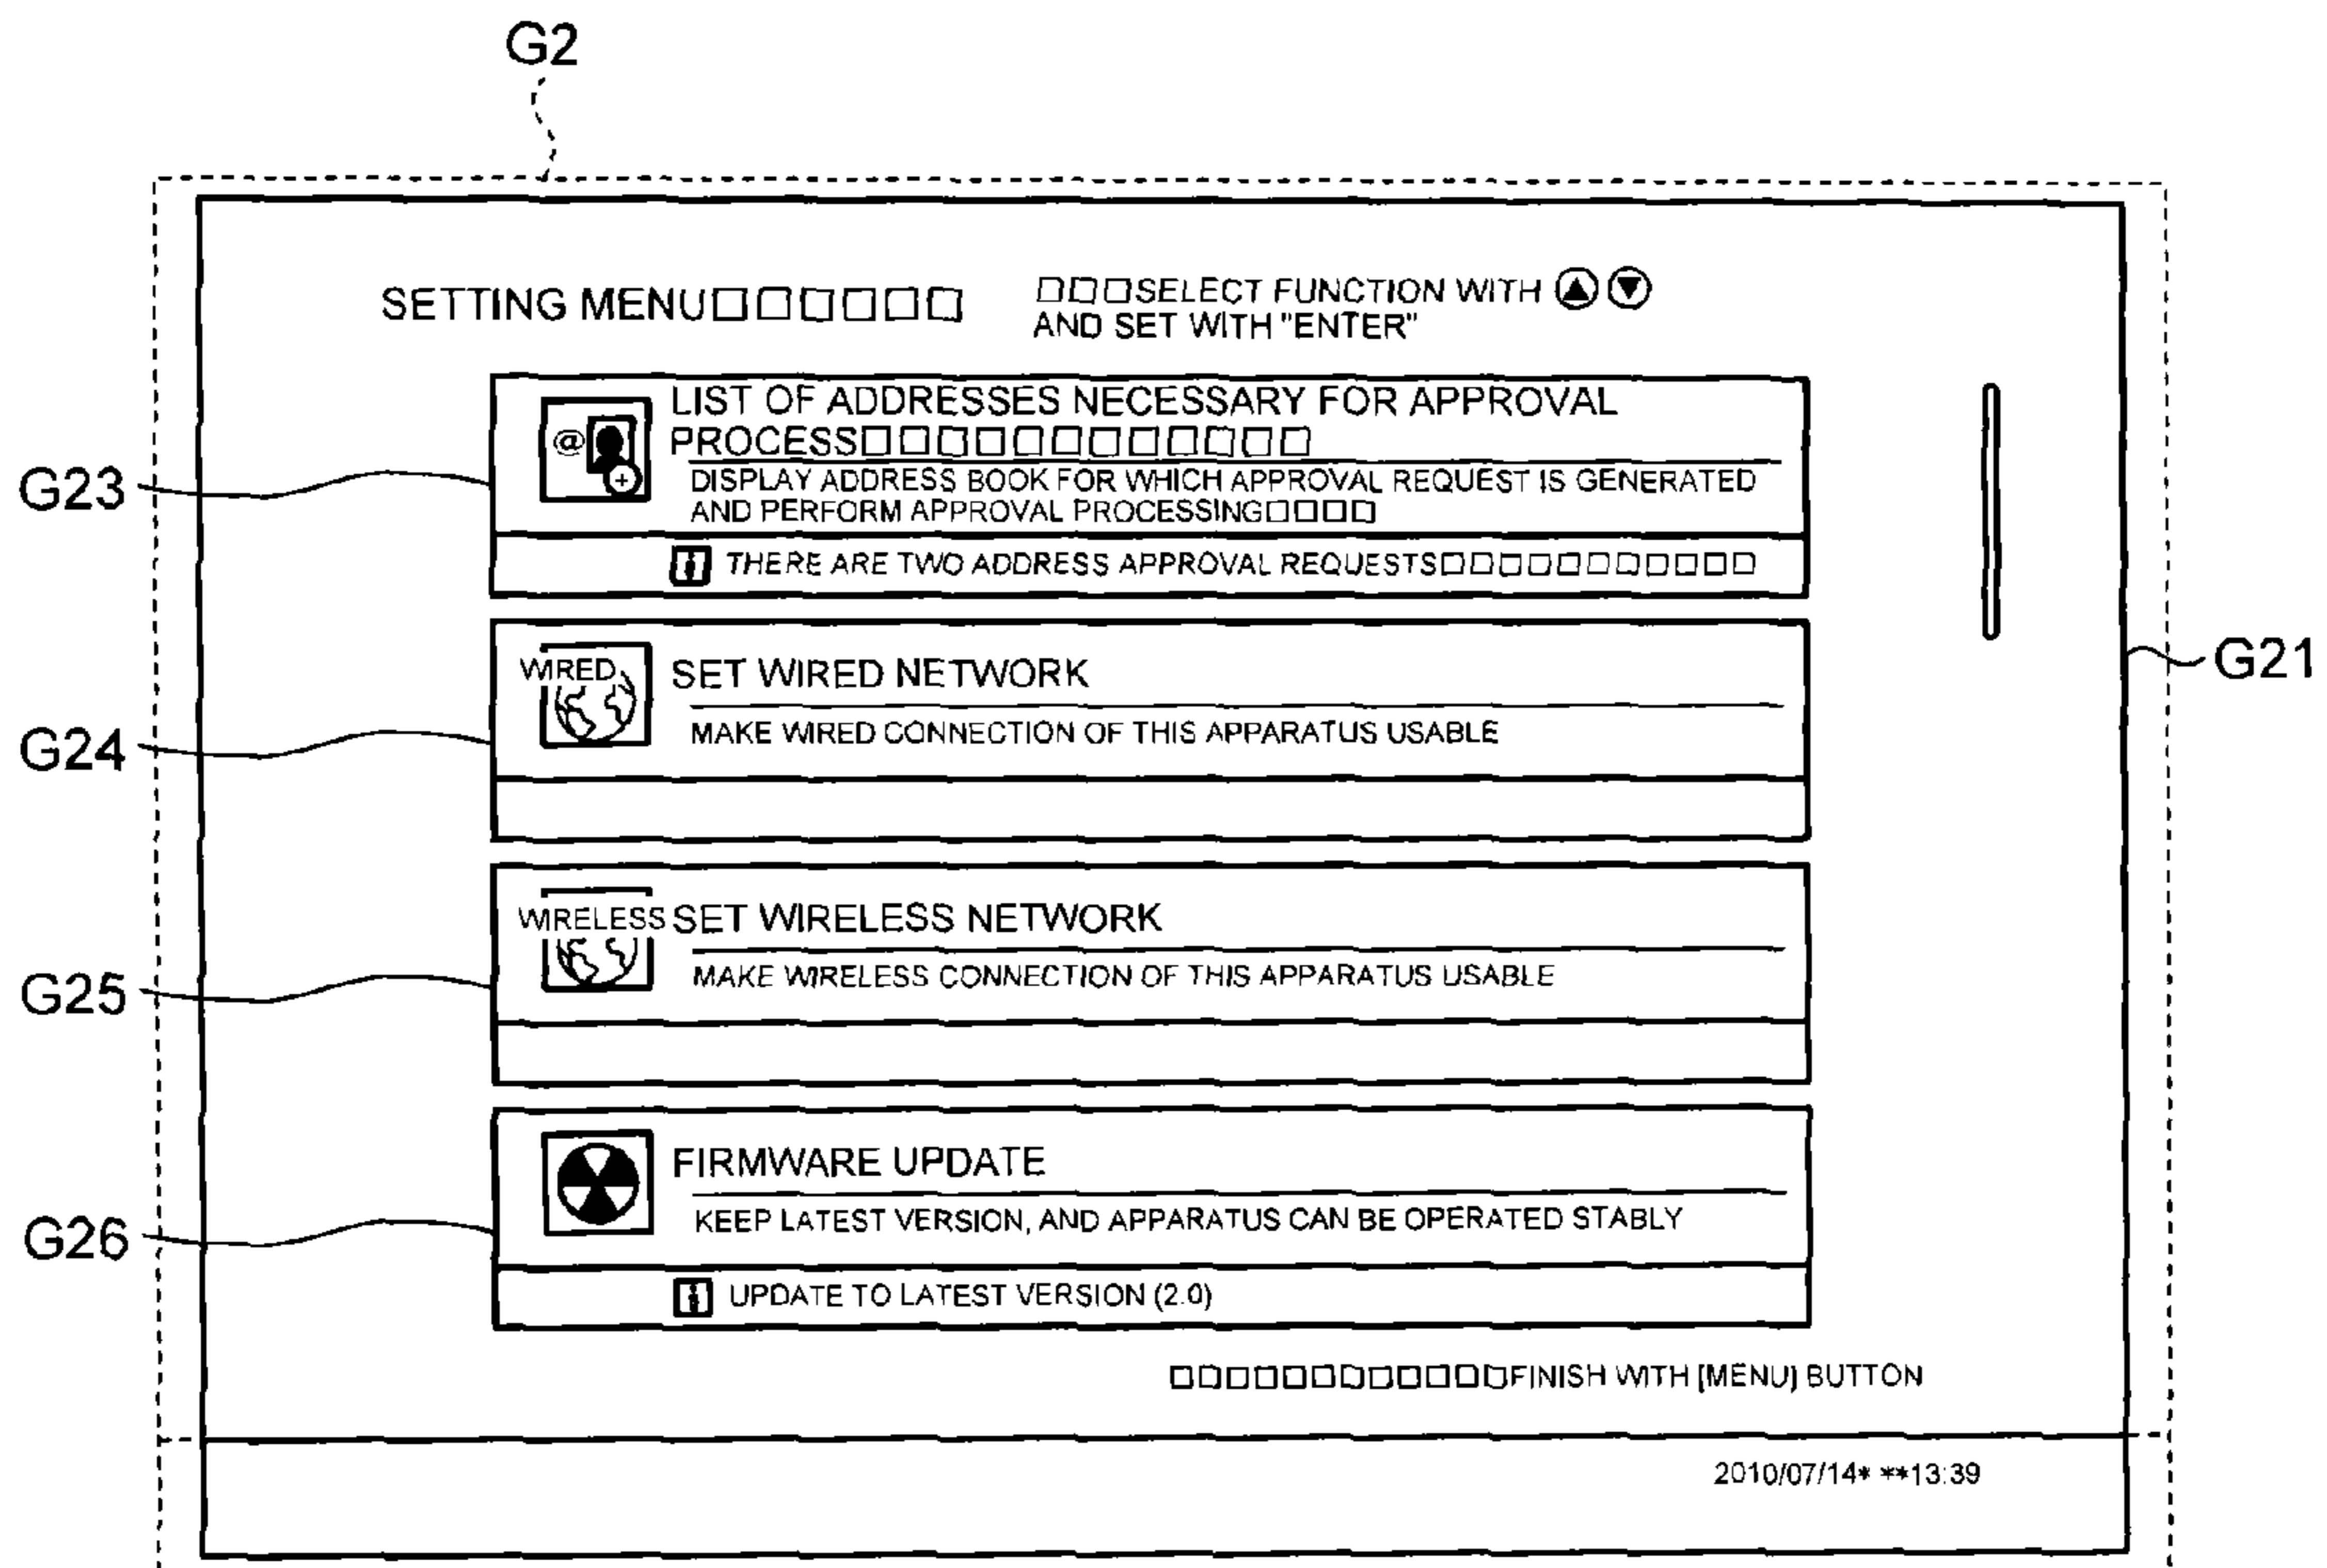 G2
SETTING MENU□□□□□□
□□□SELECT FUNCTION WITH ▲ ▼
AND SET WITH "ENTER"
G23
@
LIST OF ADDRESSES NECESSARY FOR APPROVAL
PROCESS□□□□□□□□□□□□
DISPLAY ADDRESS BOOK FOR WHICH APPROVAL REQUEST IS GENERATED
AND PERFORM APPROVAL PROCESSING□□□□
i THERE ARE TWO ADDRESS APPROVAL REQUESTS□□□□□□□□□□□
G21
G24
WIRED
SET WIRED NETWORK
MAKE WIRED CONNECTION OF THIS APPARATUS USABLE
G25
WIRELESS
SET WIRELESS NETWORK
MAKE WIRELESS CONNECTION OF THIS APPARATUS USABLE
G26
FIRMWARE UPDATE
KEEP LATEST VERSION, AND APPARATUS CAN BE OPERATED STABLY
i UPDATE TO LATEST VERSION (2.0)
□□□□□□□□□□□□FINISH WITH [MENU] BUTTON
2010/07/14* **13:39